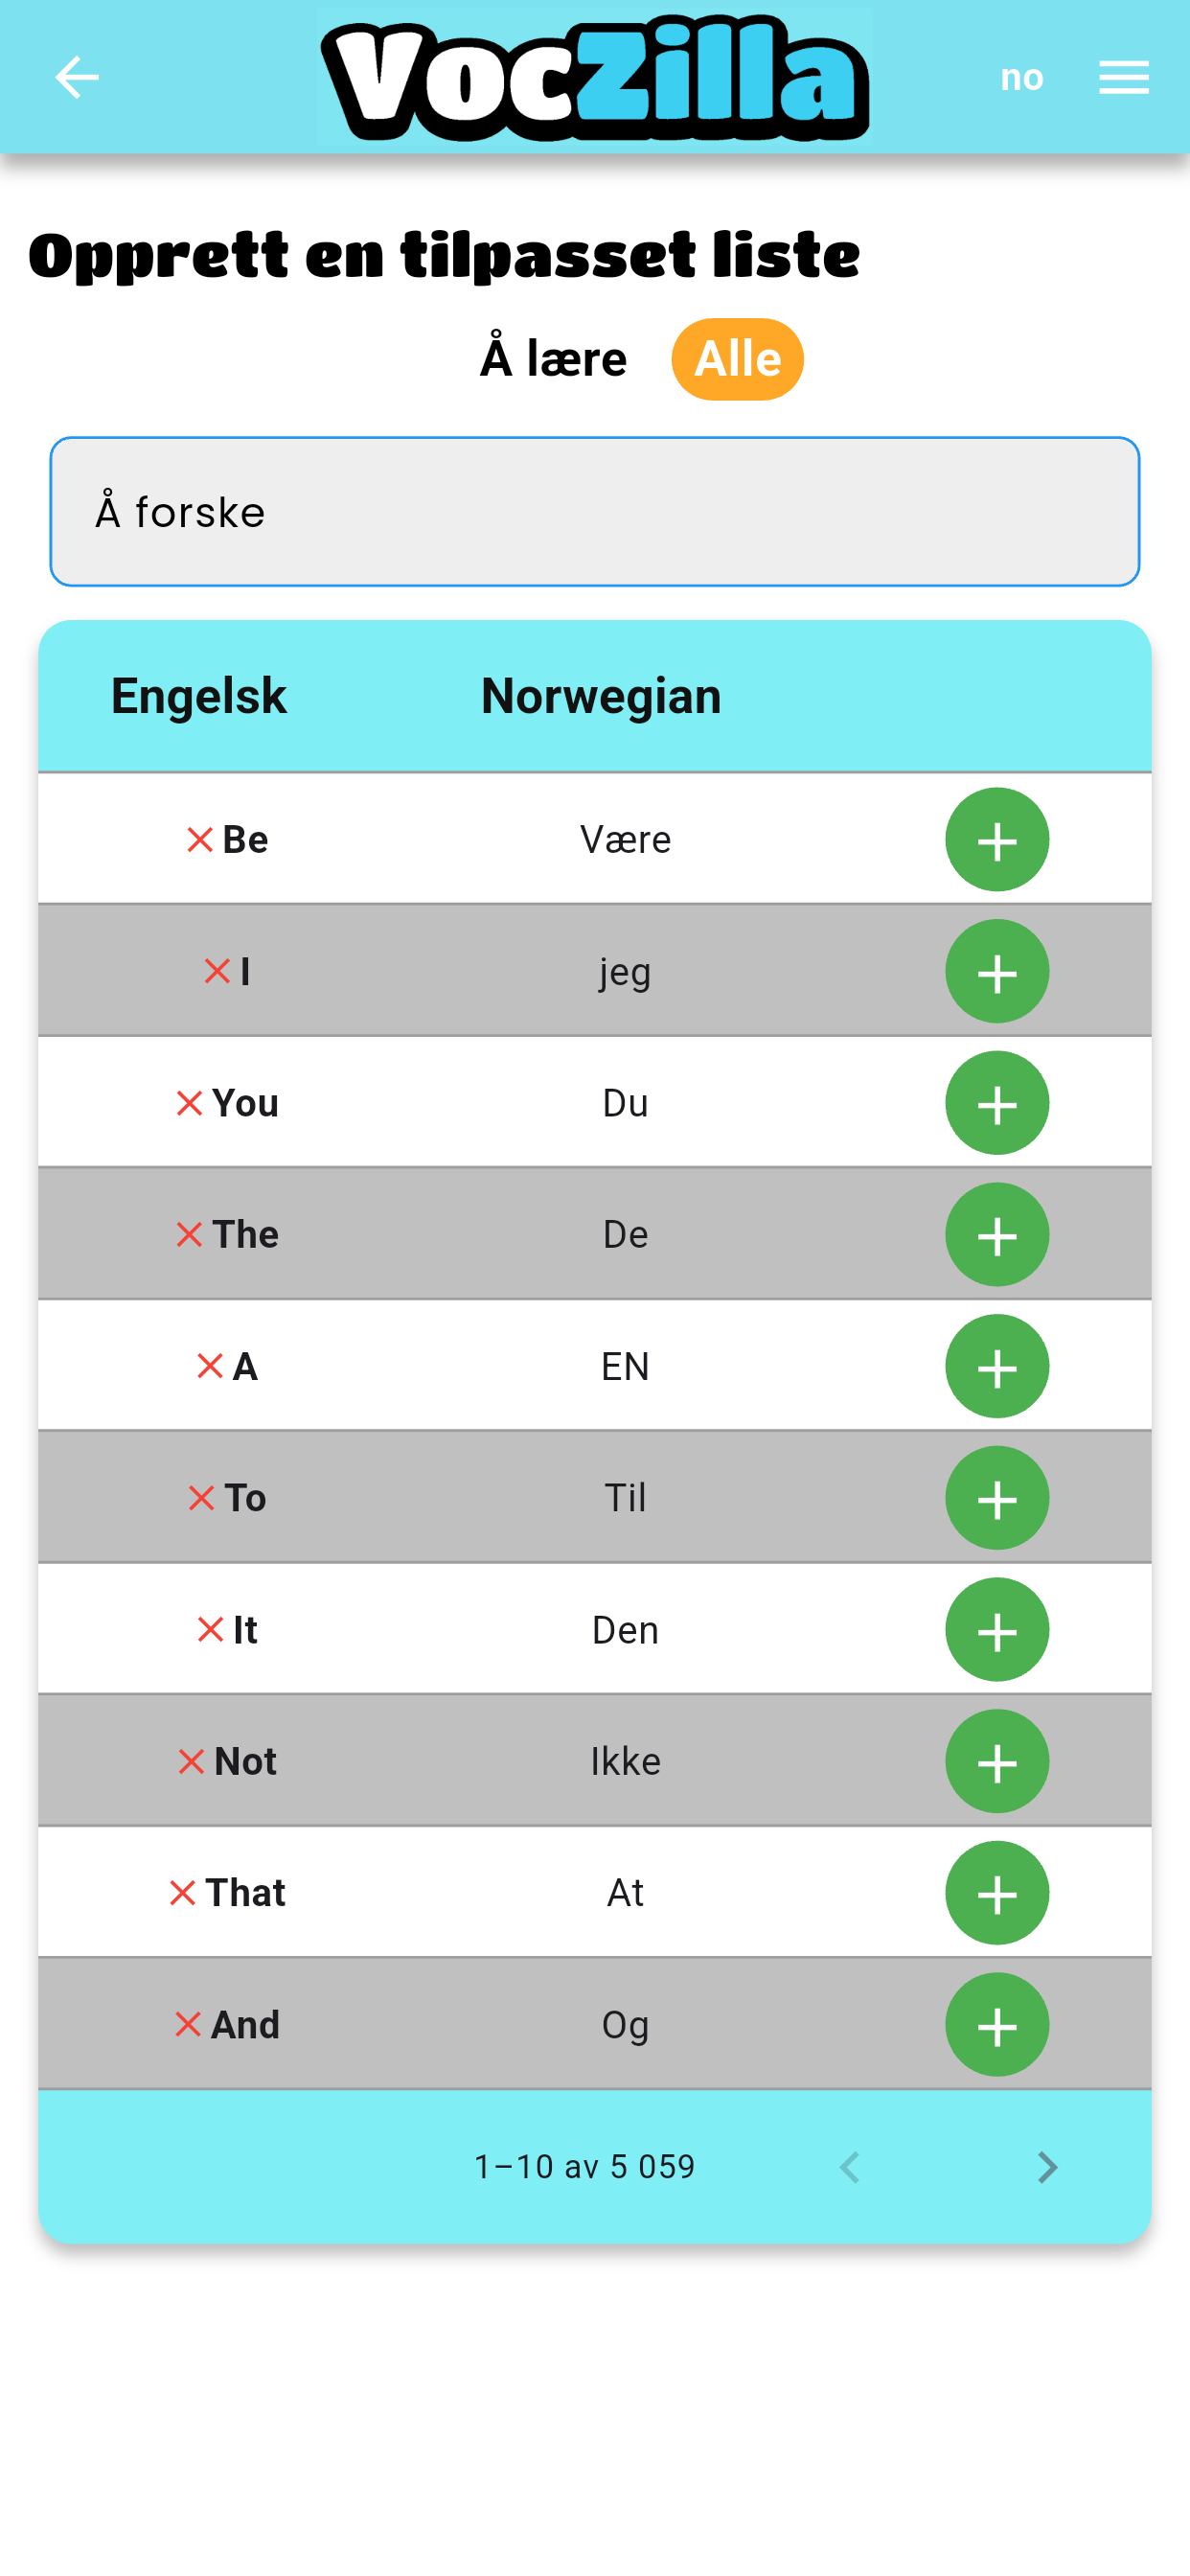 VocZilla
no
Opprett en tilpasset liste
Å lære Alle
Å forske
Engelsk Norwegian
Be Være
I jeg
You Du
The De
A EN
To Til
It Den
Not Ikke
That At
And Og
1–10 av 5 059